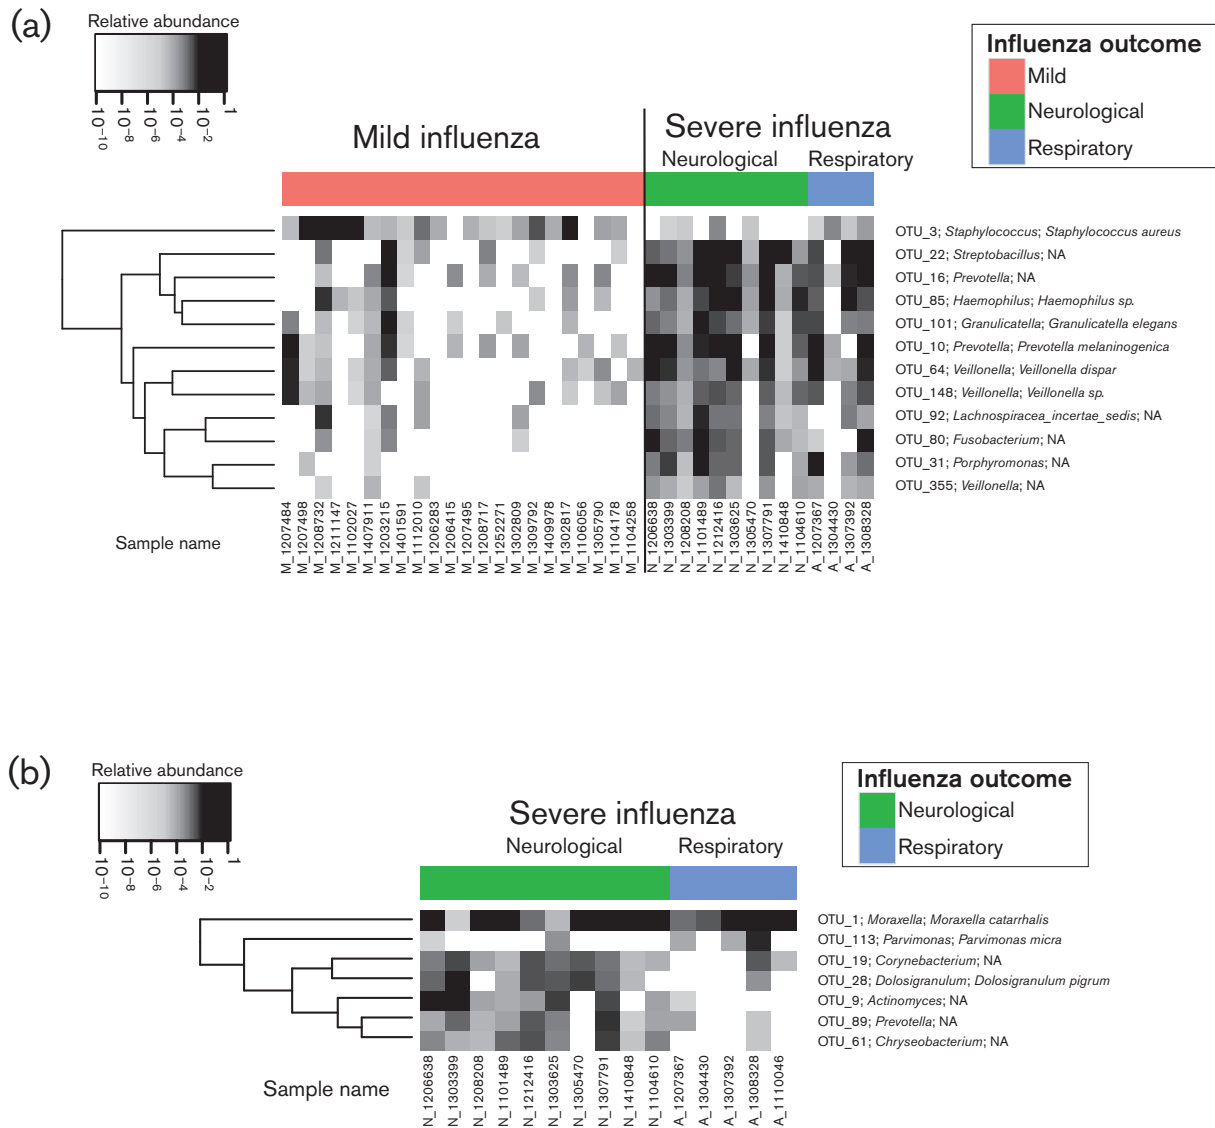 (a)
Relative abundance
10-10
10-8
10-6
10-4
10-2
1
Influenza outcome
Mild
Neurological
Respiratory
Mild influenza
Severe influenza
Neurological
Respiratory
OTU_3; Staphylococcus; Staphylococcus aureus
OTU_22; Streptobacillus; NA
OTU_16; Prevotella; NA
OTU_85; Haemophilus; Haemophilus sp.
OTU_101; Granulicatella; Granulicatella elegans
OTU_10; Prevotella; Prevotella melaninogenica
OTU_64; Veillonella; Veillonella dispar
OTU_148; Veillonella; Veillonella sp.
OTU_92; Lachnospiracea_incertae_sedis; NA
OTU_80; Fusobacterium; NA
OTU_31; Porphyromonas; NA
OTU_355; Veillonella; NA
Sample name
M_1207484
M_1207498
M_1208732
M_1211147
M_1102027
M_1407911
M_1203215
M_1401591
M_1112010
M_1206283
M_1206415
M_1207495
M_1208717
M_1252271
M_1302809
M_1309792
M_1409978
M_1302817
M_1106056
M_1305790
M_1104178
M_1104258
N_1206638
N_1303399
N_1208208
N_1101489
N_1212416
N_1303625
N_1305470
N_1307791
N_1410848
N_1104610
A_1207367
A_1304430
A_1307392
A_1308328
(b)
Relative abundance
10-10
10-8
10-6
10-4
10-2
1
Influenza outcome
Neurological
Respiratory
Severe influenza
Neurological
Respiratory
OTU_1; Moraxella; Moraxella catarrhalis
OTU_113; Parvimonas; Parvimonas micra
OTU_19; Corynebacterium; NA
OTU_28; Dolosigranulum; Dolosigranulum pigrum
OTU_9; Actinomyces; NA
OTU_89; Prevotella; NA
OTU_61; Chryseobacterium; NA
Sample name
N_1206638
N_1303399
N_1208208
N_1101489
N_1212416
N_1303625
N_1305470
N_1307791
N_1410848
N_1104610
A_1207367
A_1304430
A_1307392
A_1308328
A_1110046